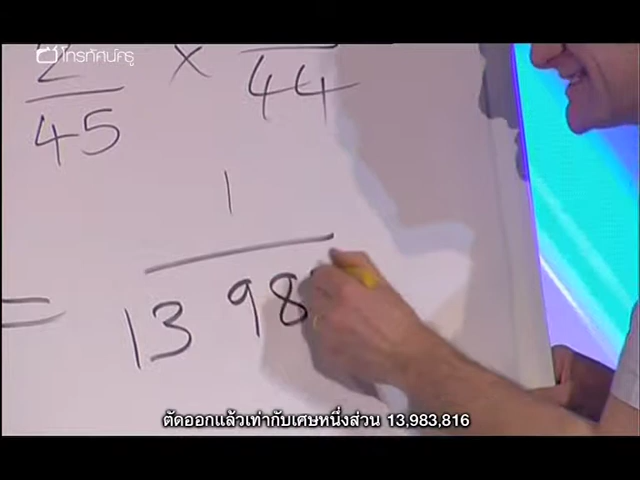 โทรทัศน์ครู
2/45 × /44
1
= 13 98
ตัดออกแล้วเท่ากับเศษหนึ่งส่วน 13,983,816